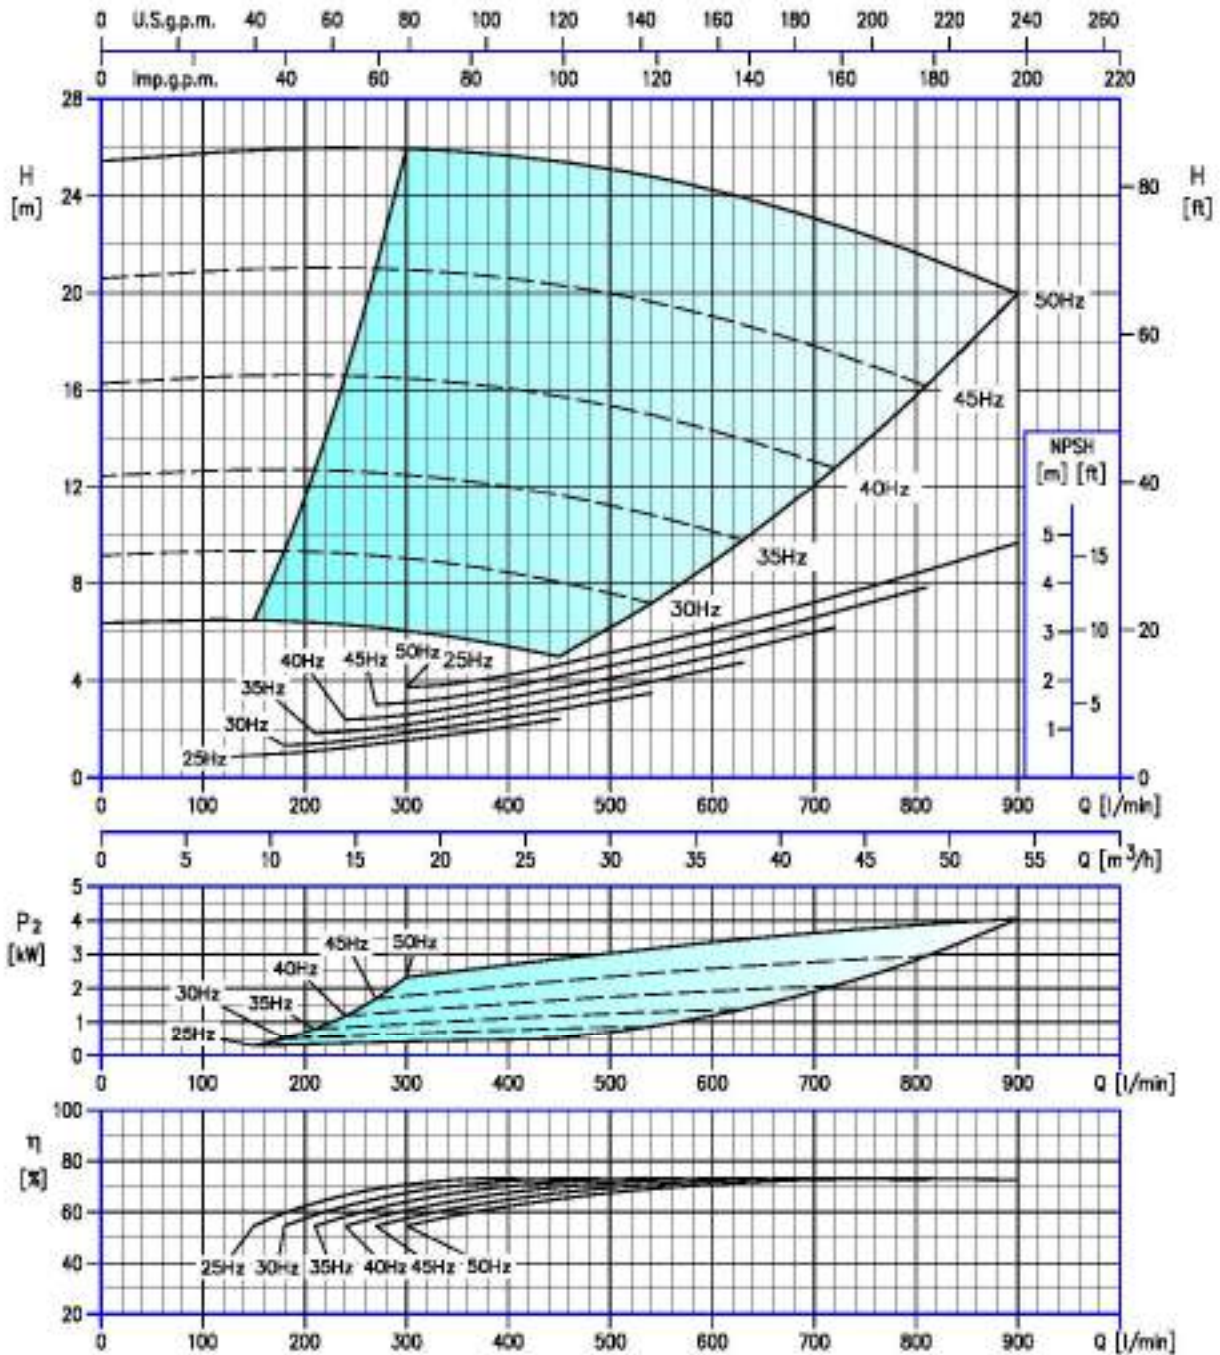 0 U.S.g.p.m. 40 60 80 100 120 140 160 180 200 220 240 260
0 Imp.g.p.m. 40 60 80 100 120 140 160 180 200 220
28
H
[m]
24
20
16
12
8
4
0
H
[ft]
80
60
40
20
0
50Hz
45Hz
40Hz
35Hz
30Hz
NPSH
[m] [ft]
5
4
3
2
1
15
10
5
40Hz 45Hz 50Hz 25Hz
35Hz
30Hz
25Hz
0 100 200 300 400 500 600 700 800 900 Q [l/min]
0 5 10 15 20 25 30 35 40 45 50 55 Q [m³/h]
P2
[kW]
5
4
3
2
1
0
45Hz 50Hz
40Hz
30Hz
35Hz
25Hz
0 100 200 300 400 500 600 700 800 900 Q [l/min]
η
[%]
100
80
60
40
20
25Hz 30Hz 35Hz 40Hz 45Hz 50Hz
0 100 200 300 400 500 600 700 800 900 Q [l/min]